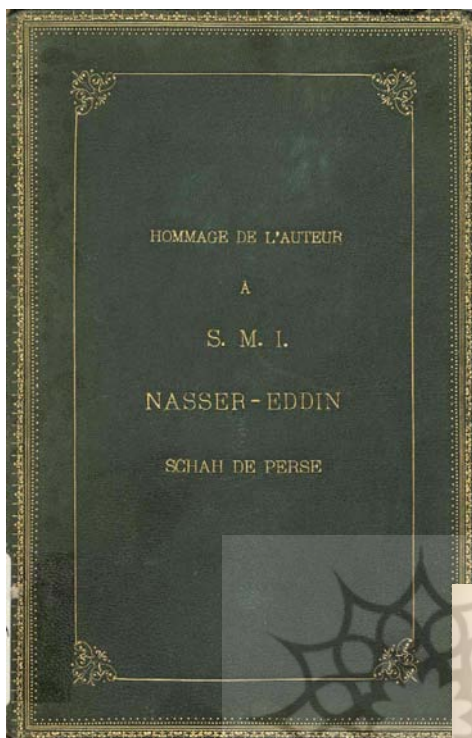 HOMMAGE DE L'AUTEUR
A
S. M. I.
NASSER-EDDIN
SCHAH DE PERSE